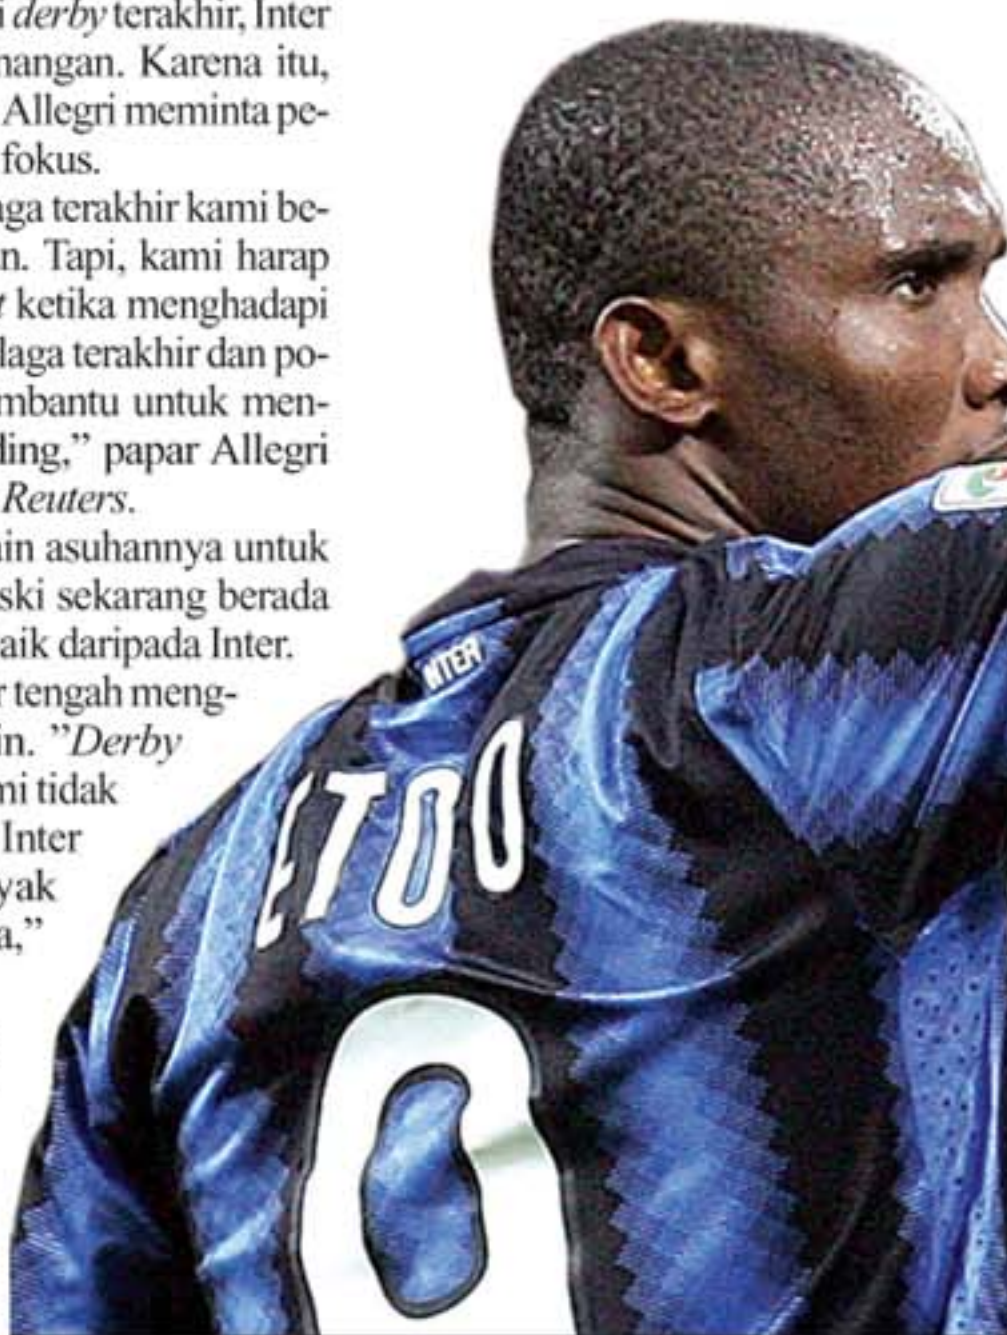 i derby terakhir, Inter
nangan. Karena itu,
Allegri meminta pe-
fokus.
ga terakhir kami be-
n. Tapi, kami harap
t ketika menghadapi
laga terakhir dan po-
mbantu untuk men-
ding,” papar Allegri
Reuters.
in asuhannya untuk
ski sekarang berada
aik daripada Inter.
r tengah meng-
in. ”Derby
mi tidak
Inter
yak
a,”
NTER
ETOO